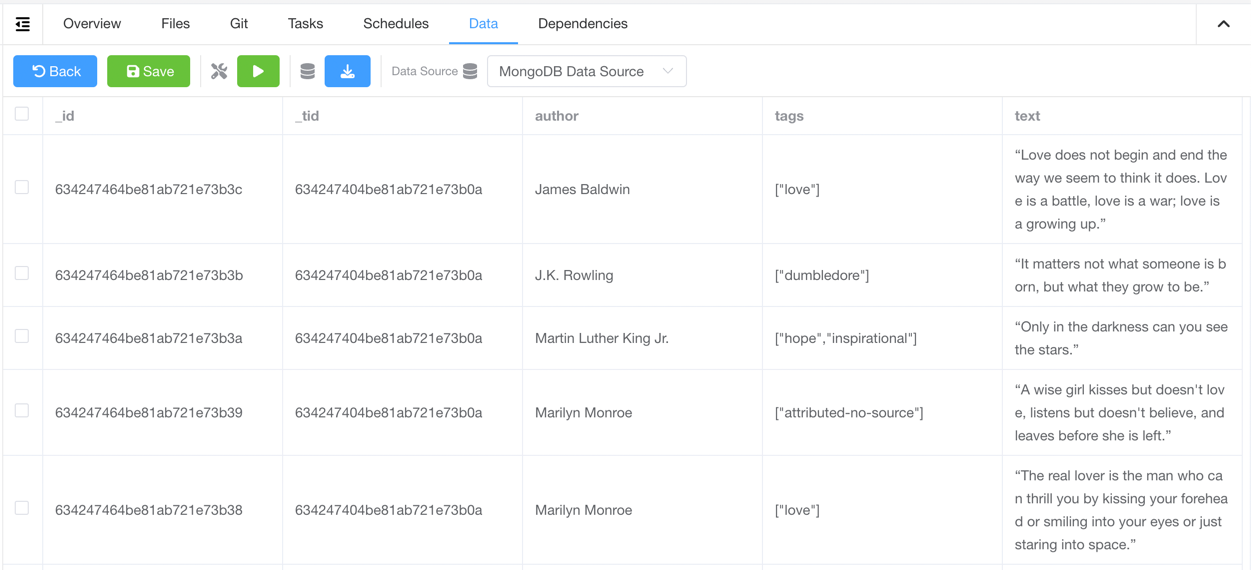 Overview Files Git Tasks Schedules Data Dependencies
Back Save Data Source MongoDB Data Source
_id _tid author tags text
634247464be81ab721e73b3c 634247404be81ab721e73b0a James Baldwin ["love"]
“Love does not begin and end the
way we seem to think it does. Lov
e is a battle, love is a war; love is
a growing up.”
634247464be81ab721e73b3b 634247404be81ab721e73b0a J.K. Rowling ["dumbledore"]
“It matters not what someone is b
orn, but what they grow to be.”
634247464be81ab721e73b3a 634247404be81ab721e73b0a Martin Luther King Jr. ["hope","inspirational"]
“Only in the darkness can you see
the stars.”
634247464be81ab721e73b39 634247404be81ab721e73b0a Marilyn Monroe ["attributed-no-source"]
“A wise girl kisses but doesn't lov
e, listens but doesn't believe, and
leaves before she is left.”
634247464be81ab721e73b38 634247404be81ab721e73b0a Marilyn Monroe ["love"]
“The real lover is the man who ca
n thrill you by kissing your forehea
d or smiling into your eyes or just
staring into space.”